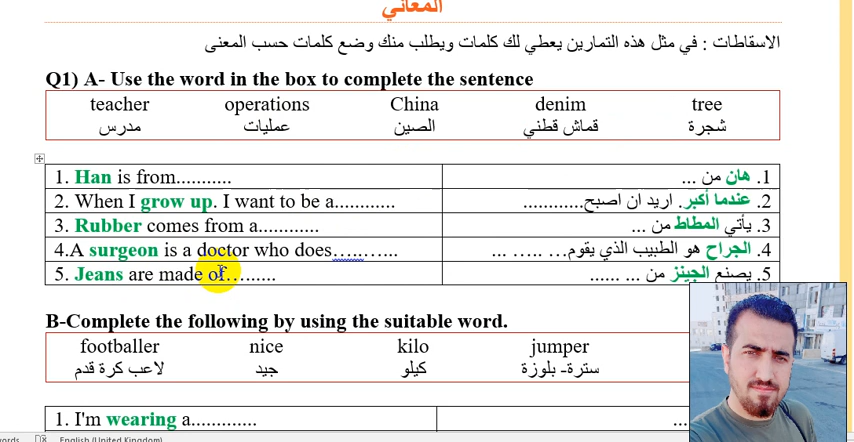 المعاني
الاسقاطات : في مثل هذه التمارين يعطي لك كلمات ويطلب منك وضع كلمات حسب المعنى
Q1) A- Use the word in the box to complete the sentence
teacher operations China denim tree
مدرس عمليات الصين قماش قطني شجرة
1. Han is from........... 1. هان من ...
2. When I grow up. I want to be a............ 2. عندما أكبر. اريد ان اصبح............
3. Rubber comes from a............ 3. يأتي المطاط من ...
4.A surgeon is a doctor who does…..…... 4. الجراح هو الطبيب الذي يقوم… ….. ...
5. Jeans are made of……... 5. يصنع الجينز من ... ......
B-Complete the following by using the suitable word.
footballer nice kilo jumper
لاعب كرة قدم جيد كيلو سترة- بلوزة
1. I'm wearing a............. ...
English (United Kingdom)